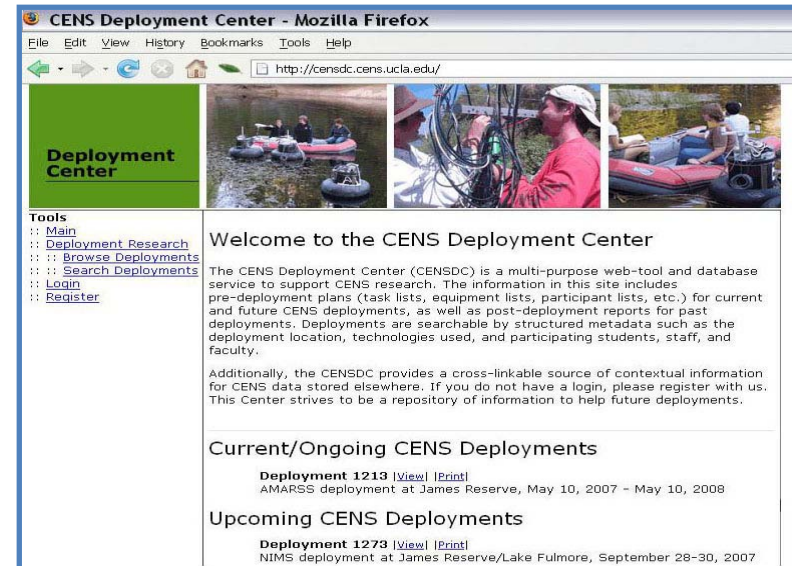 CENS Deployment Center - Mozilla Firefox
File Edit View History Bookmarks Tools Help
http://censdc.cens.ucla.edu/
Deployment
Center
Tools
:: Main
:: Deployment Research
:: :: Browse Deployments
:: :: Search Deployments
:: Login
:: Register
Welcome to the CENS Deployment Center
The CENS Deployment Center (CENSDC) is a multi-purpose web-tool and database
service to support CENS research. The information in this site includes
pre-deployment plans (task lists, equipment lists, participant lists, etc.) for current
and future CENS deployments, as well as post-deployment reports for past
deployments. Deployments are searchable by structured metadata such as the
deployment location, technologies used, and participating students, staff, and
faculty.
Additionally, the CENSDC provides a cross-linkable source of contextual information
for CENS data stored elsewhere. If you do not have a login, please register with us.
This Center strives to be a repository of information to help future deployments.
Current/Ongoing CENS Deployments
Deployment 1213 |View| |Print|
AMARSS deployment at James Reserve, May 10, 2007 - May 10, 2008
Upcoming CENS Deployments
Deployment 1273 |View| |Print|
NIMS deployment at James Reserve/Lake Fulmore, September 28-30, 2007